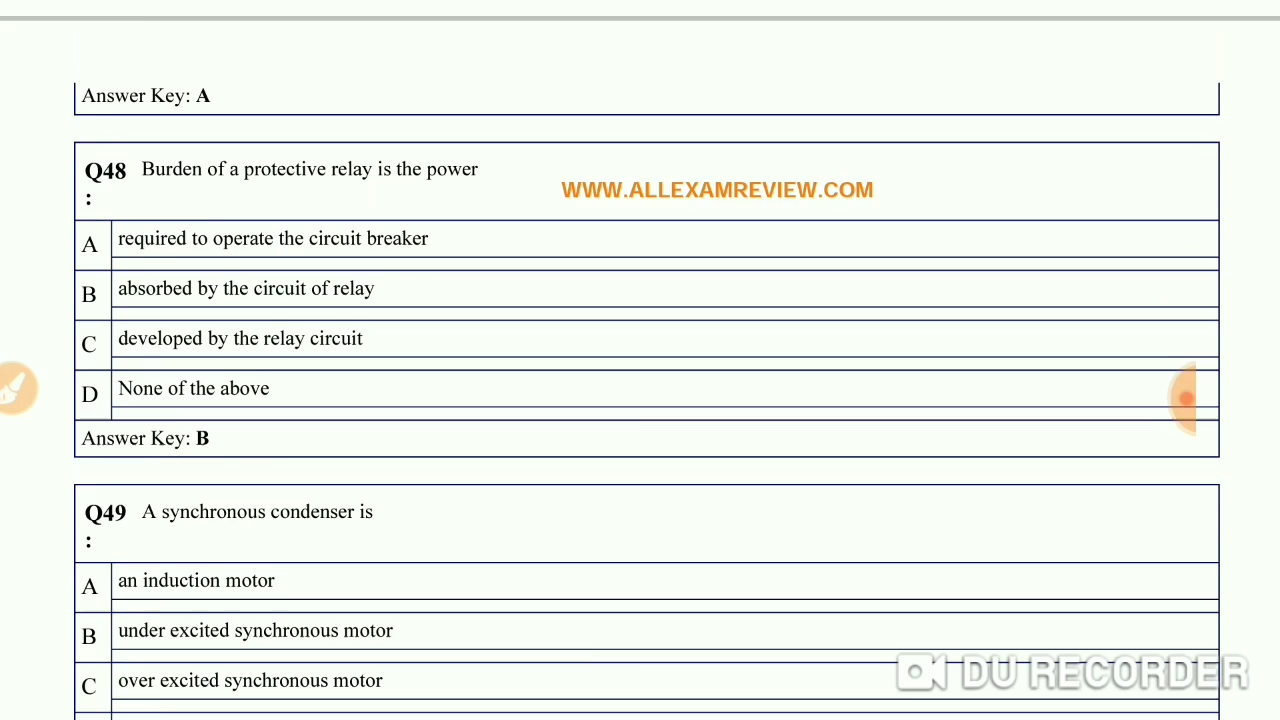 Answer Key: A
Q48 Burden of a protective relay is the power
:
WWW.ALLEXAMREVIEW.COM
A required to operate the circuit breaker
B absorbed by the circuit of relay
C developed by the relay circuit
D None of the above
Answer Key: B
Q49 A synchronous condenser is
:
A an induction motor
B under excited synchronous motor
C over excited synchronous motor
DU RECORDER